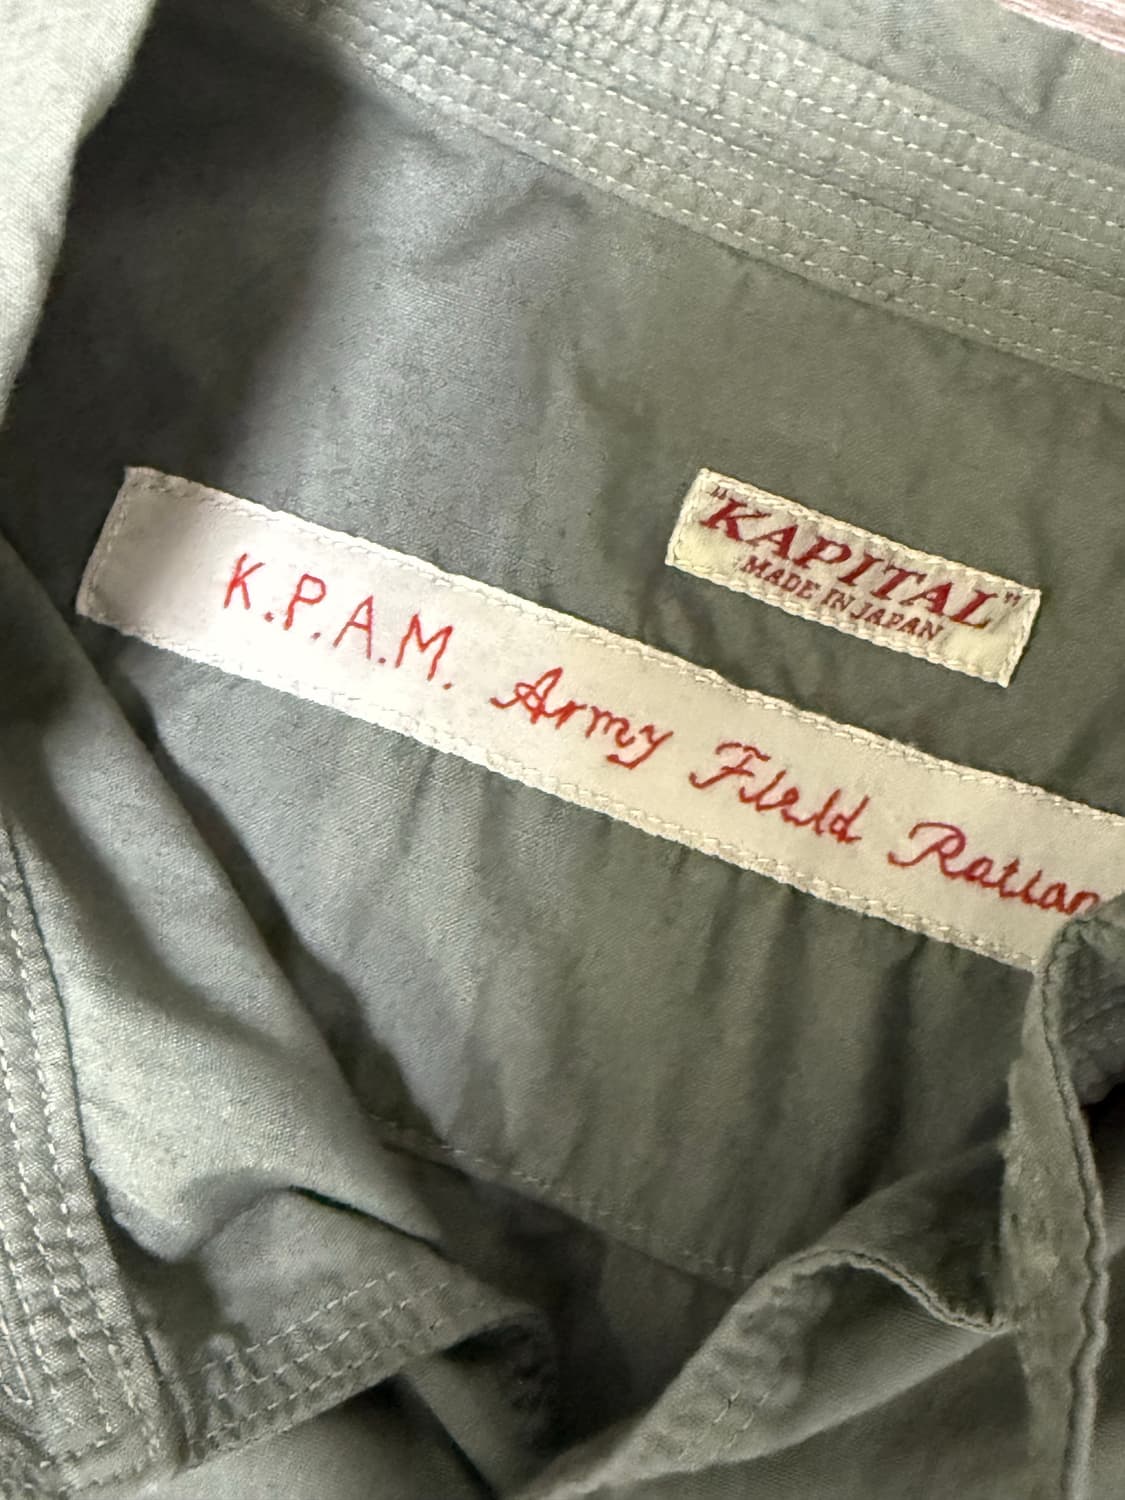 "KAPITAL"
MADE IN JAPAN
K.P.A.M. Army Field Ration